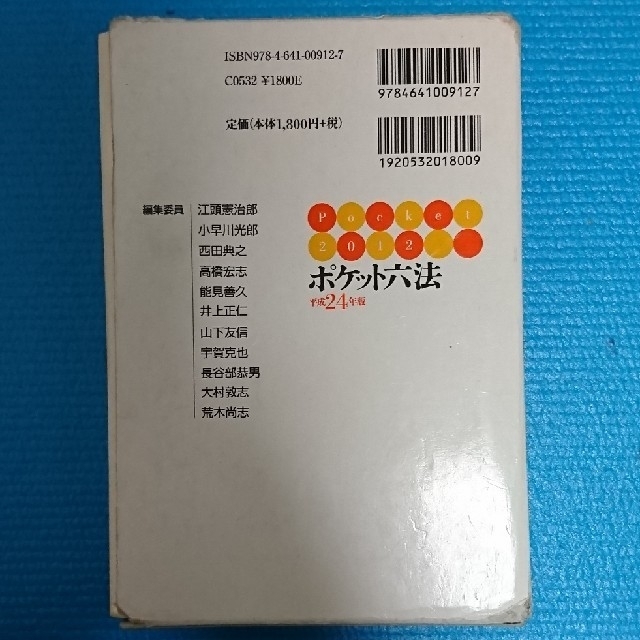 ISBN978-4-641-00912-7
C0532 ¥1800E
9784641009127
定価(本体1,800円+税)
1920532018009
編集委員
江頭憲治郎
小早川光郎
西田典之
高橋宏志
能見善久
井上正仁
山下友信
宇賀克也
長谷部恭男
大村敦志
荒木尚志
Pocket
2012
ポケット六法
平成24年版